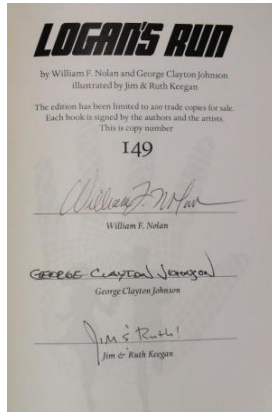 LOGAN'S RUN
by William F. Nolan and George Clayton Johnson
illustrated by Jim & Ruth Keegan
The edition has been limited to 200 trade copies for sale.
Each book is signed by the authors and the artists.
This is copy number
149
William F. Nolan
William F. Nolan
GEORGE CLAYTON JOHNSON
George Clayton Johnson
Jim & Ruth!
Jim & Ruth Keegan